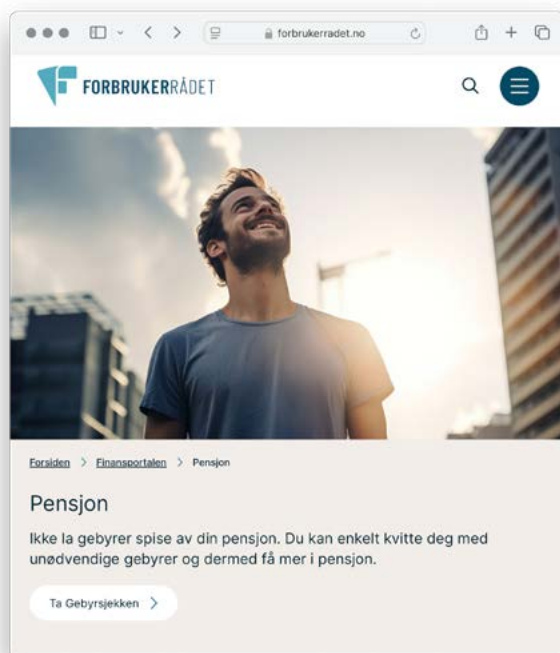 forbrukerradet.no
FORBRUKERRÅDET
Forsiden > Finansportalen > Pensjon
Pensjon
Ikke la gebyrer spise av din pensjon. Du kan enkelt kvitte deg med
unødvendige gebyrer og dermed få mer i pensjon.
Ta Gebyrsjekken >